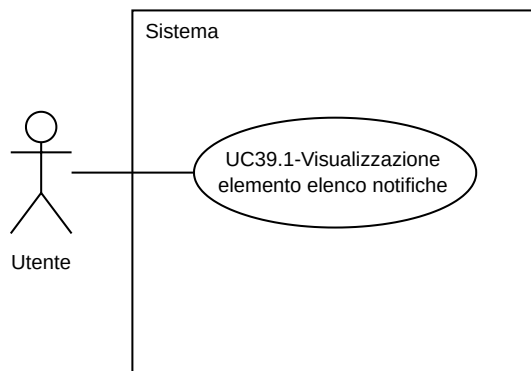 Sistema
UC39.1-Visualizzazione
elemento elenco notifiche
Utente